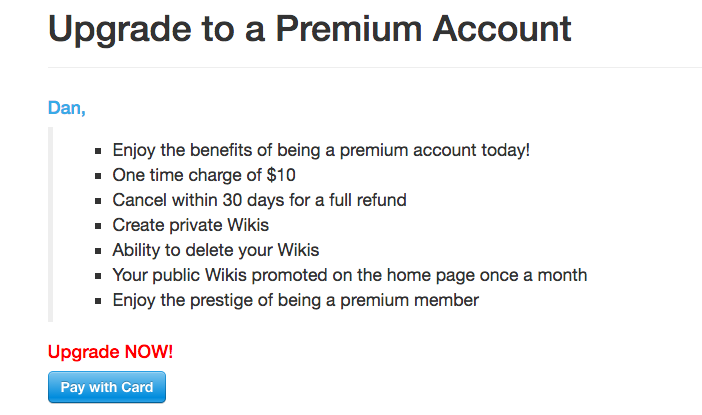 Upgrade to a Premium Account
Dan,
Enjoy the benefits of being a premium account today!
One time charge of $10
Cancel within 30 days for a full refund
Create private Wikis
Ability to delete your Wikis
Your public Wikis promoted on the home page once a month
Enjoy the prestige of being a premium member
Upgrade NOW!
Pay with Card